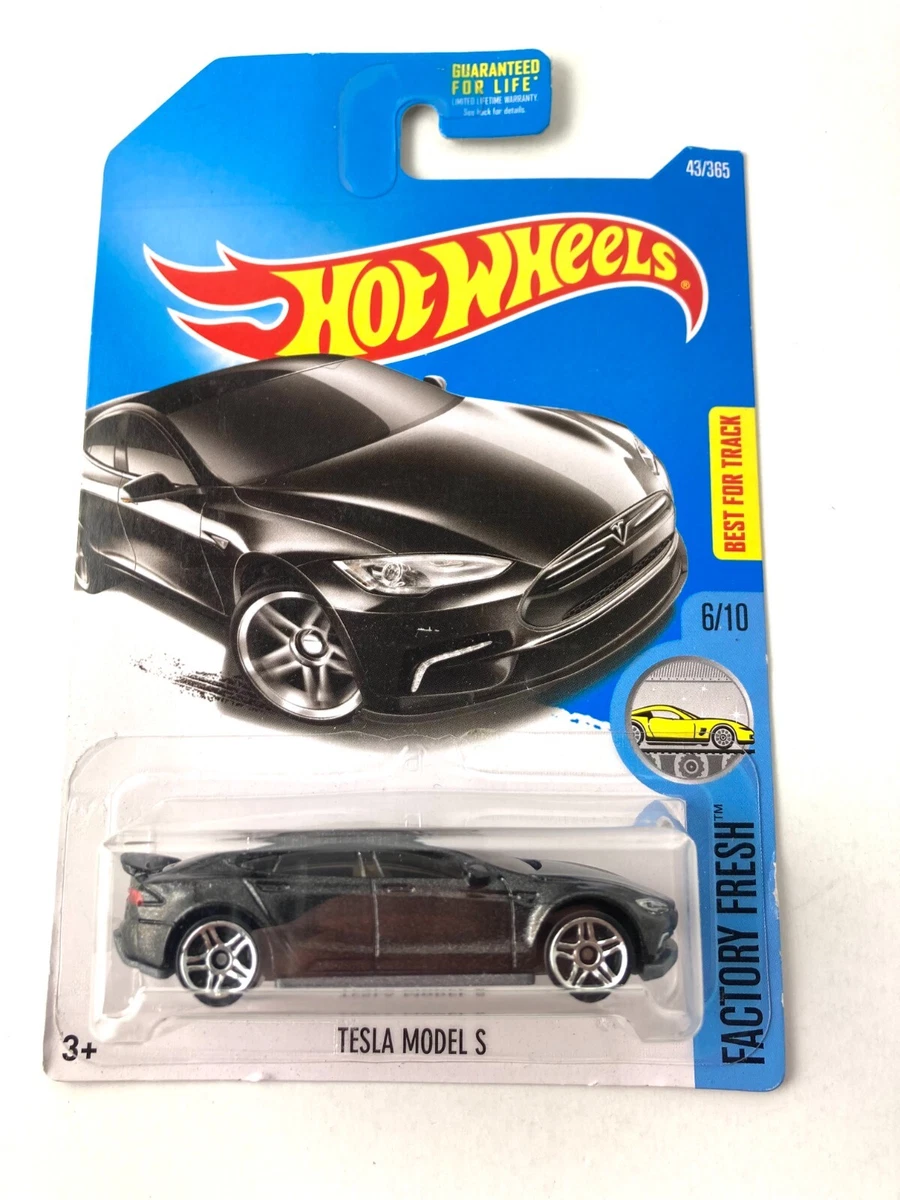 GUARANTEED
FOR LIFE*
LIMITED LIFETIME WARRANTY.
See back for details.
43/365
HOT WHEELS®
BEST FOR TRACK
6/10
FACTORY FRESH™
TESLA MODEL S
3+